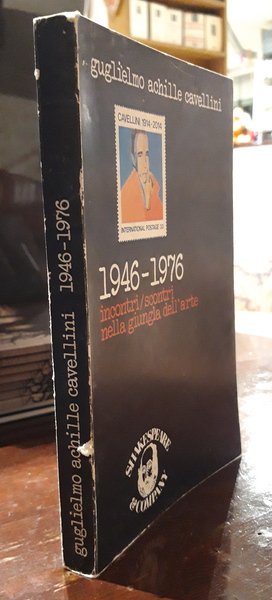 guglielmo achille cavellini
CAVELLINI 1914-2014
INTERNATIONAL POSTAGE
1946-1976
incontri/scontri
nella giungla dell'arte
SHAKESPEARE
& COMPANY
guglielmo achille cavellini 1946-1976